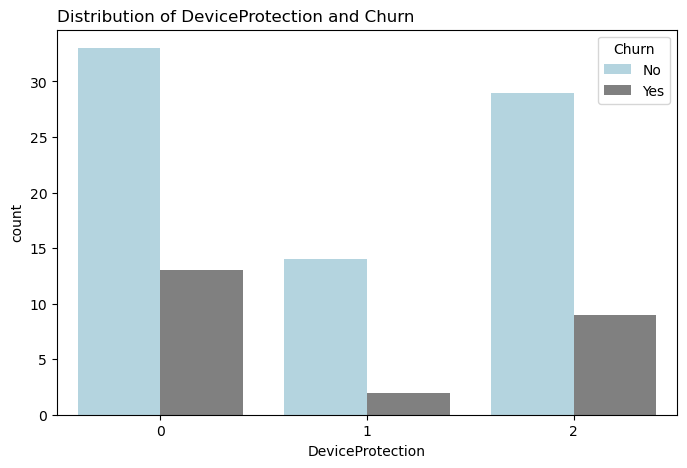 Distribution of DeviceProtection and Churn
Churn
No
Yes
30
25
20
15
10
5
0
count
0 1 2
DeviceProtection